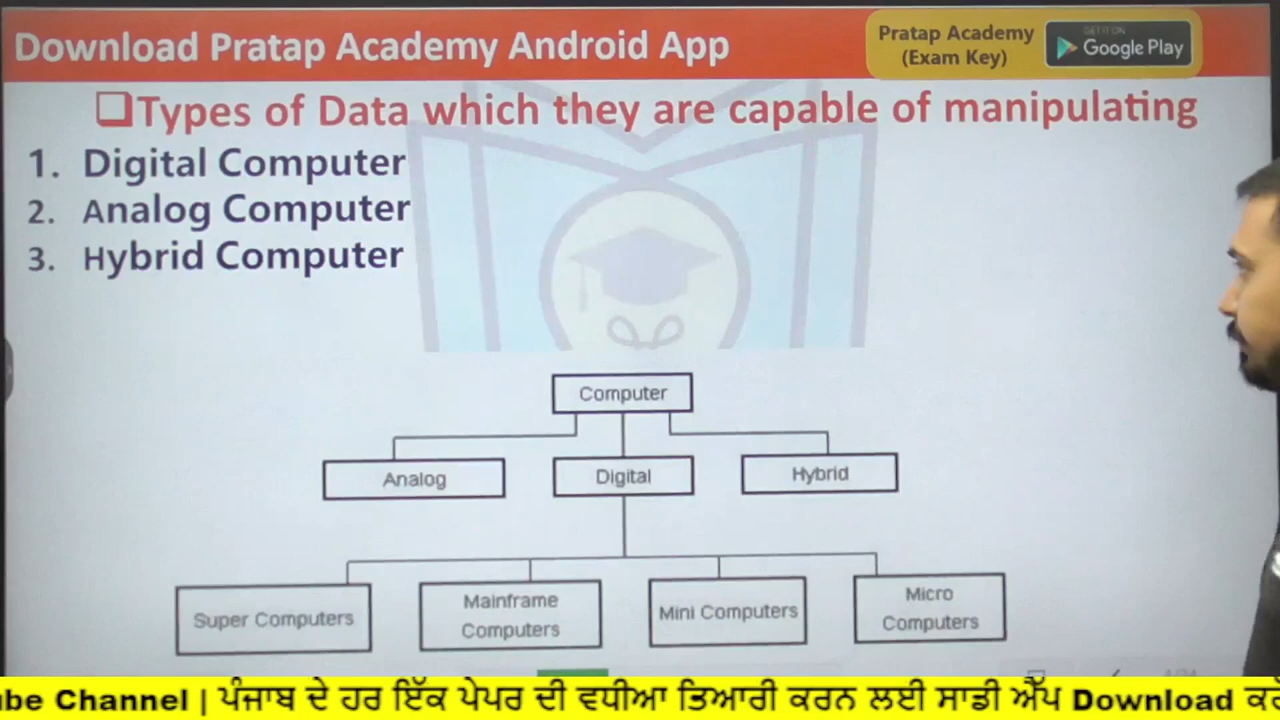 Download Pratap Academy Android App
Pratap Academy
(Exam Key)
GET IT ON
Google Play
❑Types of Data which they are capable of manipulating
1. Digital Computer
2. Analog Computer
3. Hybrid Computer
Computer
Analog
Digital
Hybrid
Super Computers
Mainframe
Computers
Mini Computers
Micro
Computers
ube Channel | ਪੰਜਾਬ ਦੇ ਹਰ ਇੱਕ ਪੇਪਰ ਦੀ ਵਧੀਆ ਤਿਆਰੀ ਕਰਨ ਲਈ ਸਾਡੀ ਐੱਪ Download ਕਰੋ